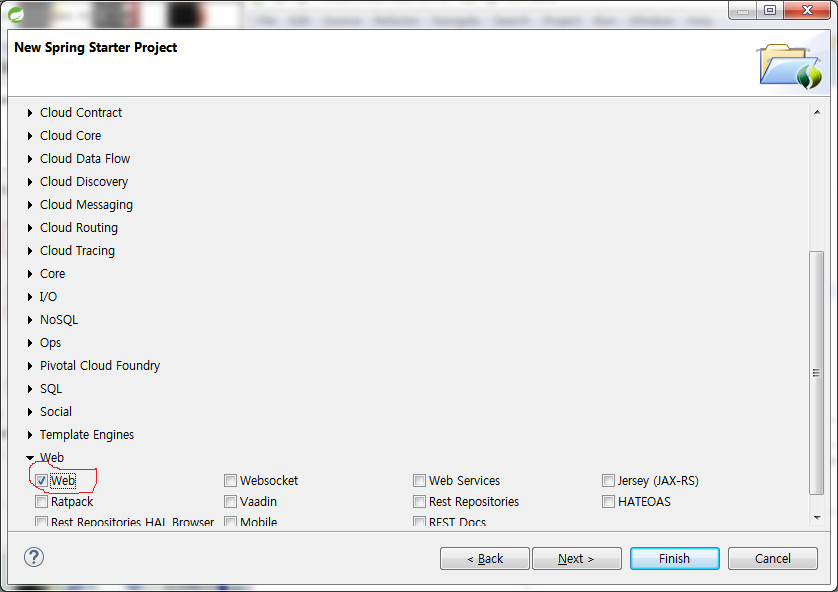 New Spring Starter Project
Cloud Contract
Cloud Core
Cloud Data Flow
Cloud Discovery
Cloud Messaging
Cloud Routing
Cloud Tracing
Core
I/O
NoSQL
Ops
Pivotal Cloud Foundry
SQL
Social
Template Engines
Web
Web Websocket Web Services Jersey (JAX-RS)
Ratpack Vaadin Rest Repositories HATEOAS
Rest Repositories HAL Browser Mobile REST Docs
? < Back Next > Finish Cancel